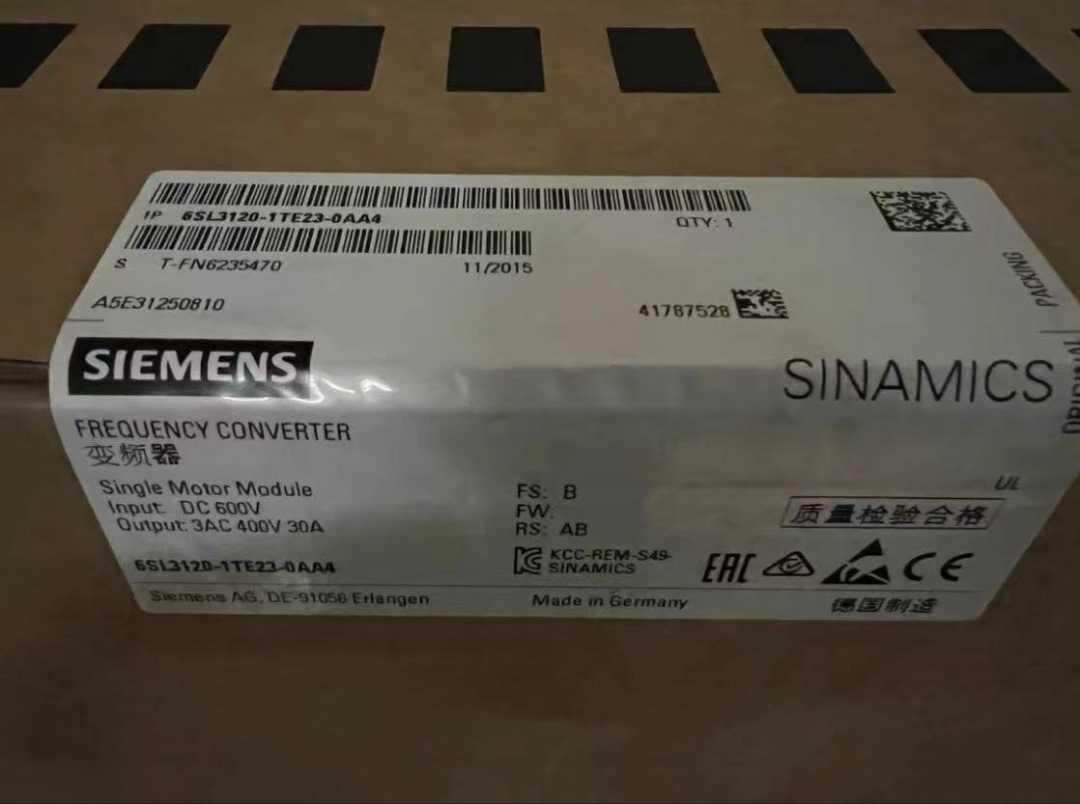 1P 6SL3120-1TE23-0AA4 QTY: 1
S T-FN6235470 11/2015
A5E31250810 41787528
PACKING
ORIGINAL
SIEMENS
SINAMICS
FREQUENCY CONVERTER
变频器
Single Motor Module
Input: DC 600V
Output: 3AC 400V 30A
FS: B
FW:
RS: AB
UL
质量检验合格
6SL3120-1TE23-0AA4
KCC-REM-S49-
SINAMICS
EAC CE
Siemens AG, DE-91056 Erlangen Made in Germany 德国制造